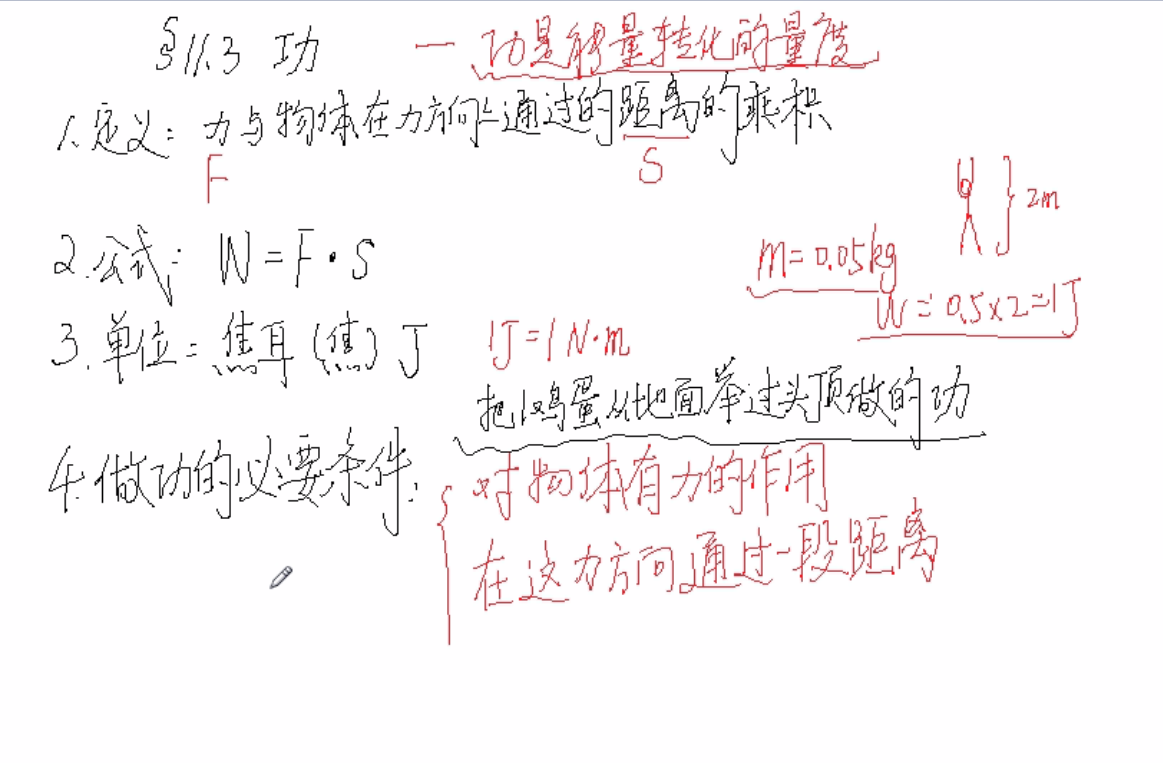 §11.3 功 — 功是能量转化的量度
1.定义：力与物体在力方向上通过的距离的乘积
F S
2m
2.公式：W=F·S
m=0.05kg
W=0.5×2=1J
3.单位：焦耳(焦)J 1J=1N·m
把1鸡蛋从地面举过头顶做的功
4.做功的必要条件：
对物体有力的作用
在这力方向通过一段距离